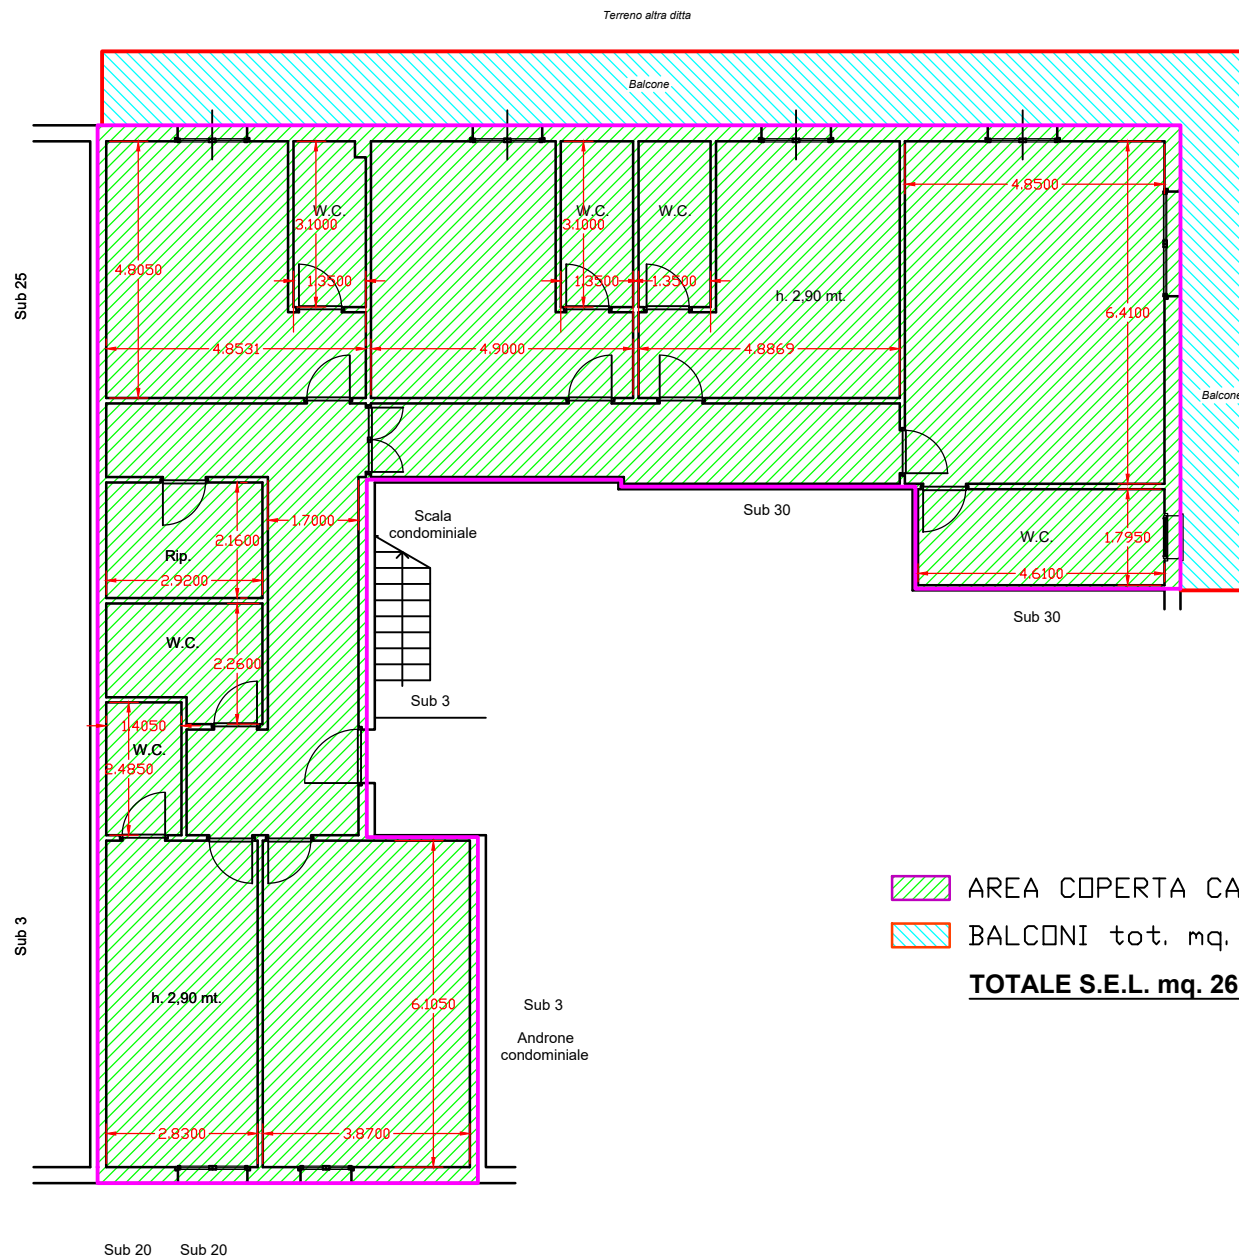 Terreno altra ditta
Balcone
W.C.
W.C.
W.C.
4.8500
3.1000
3.1000
4.8050
Sub 25
1.3500
1.3500
1.3500
h. 2,90 mt.
6.4100
4.8531
4.9000
4.8869
Balcone
Scala
condominiale
1.7000
Sub 30
2.1600
W.C.
1.7950
Rip.
2.9200
4.6100
Sub 30
W.C.
2.2600
Sub 3
1.4050
W.C.
2.4850
AREA COPERTA CA
BALCONI tot. mq.
TOTALE S.E.L. mq. 26
Sub 3
h. 2,90 mt.
6.1050
Sub 3
Androne
condominiale
2.8300
3.8700
Sub 20
Sub 20